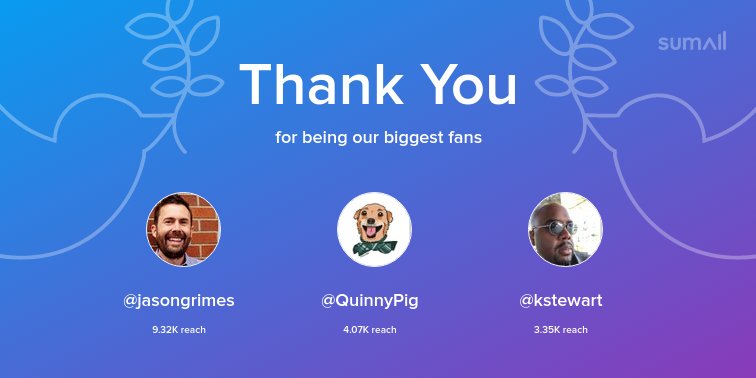 sumall
Thank You
for being our biggest fans
@jasongrimes
@QuinnyPig
@kstewart
9.32K reach
4.07K reach
3.35K reach